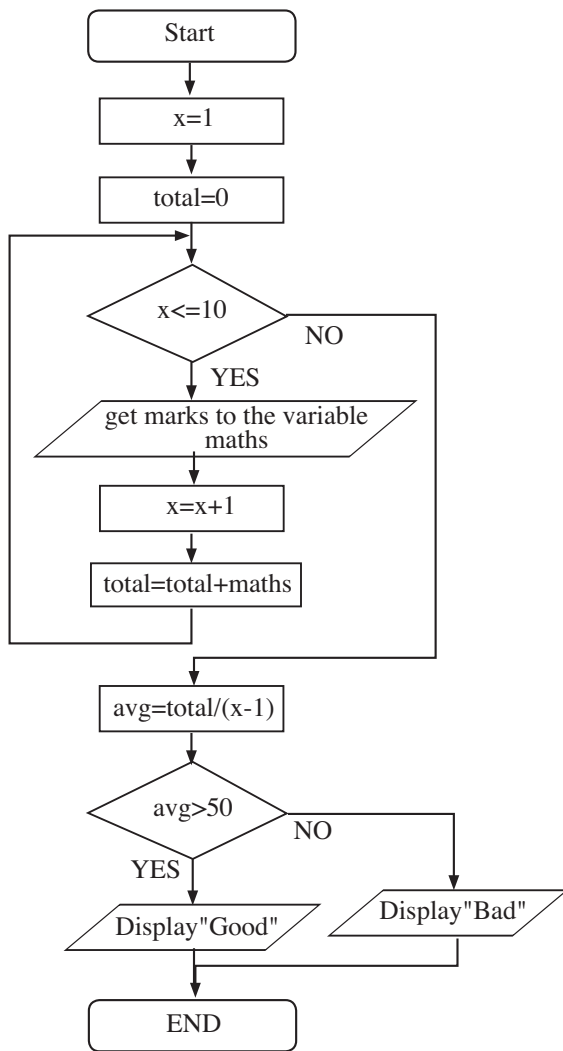 Start
x=1
total=0
x<=10
NO
YES
get marks to the variable
maths
x=x+1
total=total+maths
avg=total/(x-1)
avg>50
NO
YES
Display"Good"
Display"Bad"
END